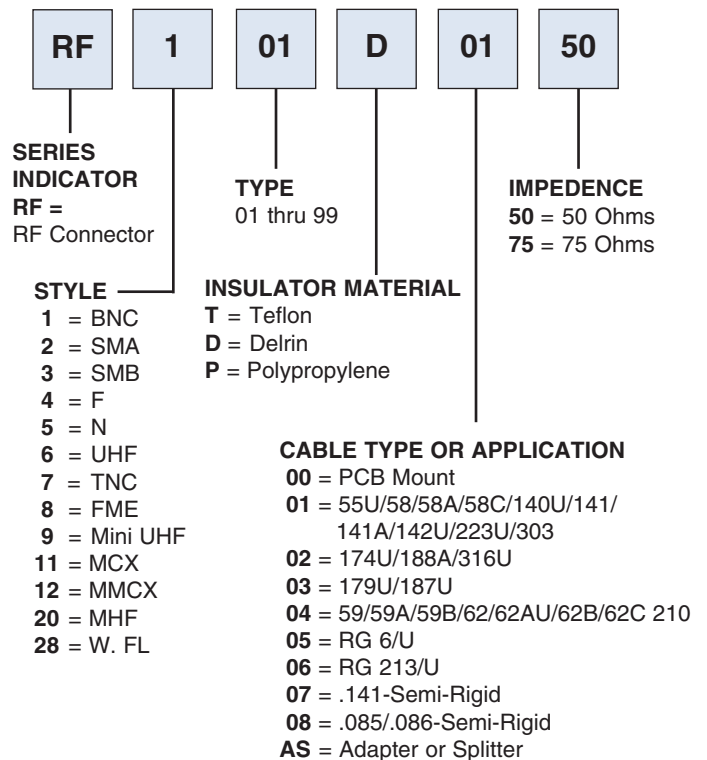 RF 1 01 D 01 50
SERIES
INDICATOR
RF =
RF Connector
STYLE
1 = BNC
2 = SMA
3 = SMB
4 = F
5 = N
6 = UHF
7 = TNC
8 = FME
9 = Mini UHF
11 = MCX
12 = MMCX
20 = MHF
28 = W. FL
TYPE
01 thru 99
INSULATOR MATERIAL
T = Teflon
D = Delrin
P = Polypropylene
CABLE TYPE OR APPLICATION
00 = PCB Mount
01 = 55U/58/58A/58C/140U/141/
141A/142U/223U/303
02 = 174U/188A/316U
03 = 179U/187U
04 = 59/59A/59B/62/62AU/62B/62C 210
05 = RG 6/U
06 = RG 213/U
07 = .141-Semi-Rigid
08 = .085/.086-Semi-Rigid
AS = Adapter or Splitter
IMPEDENCE
50 = 50 Ohms
75 = 75 Ohms